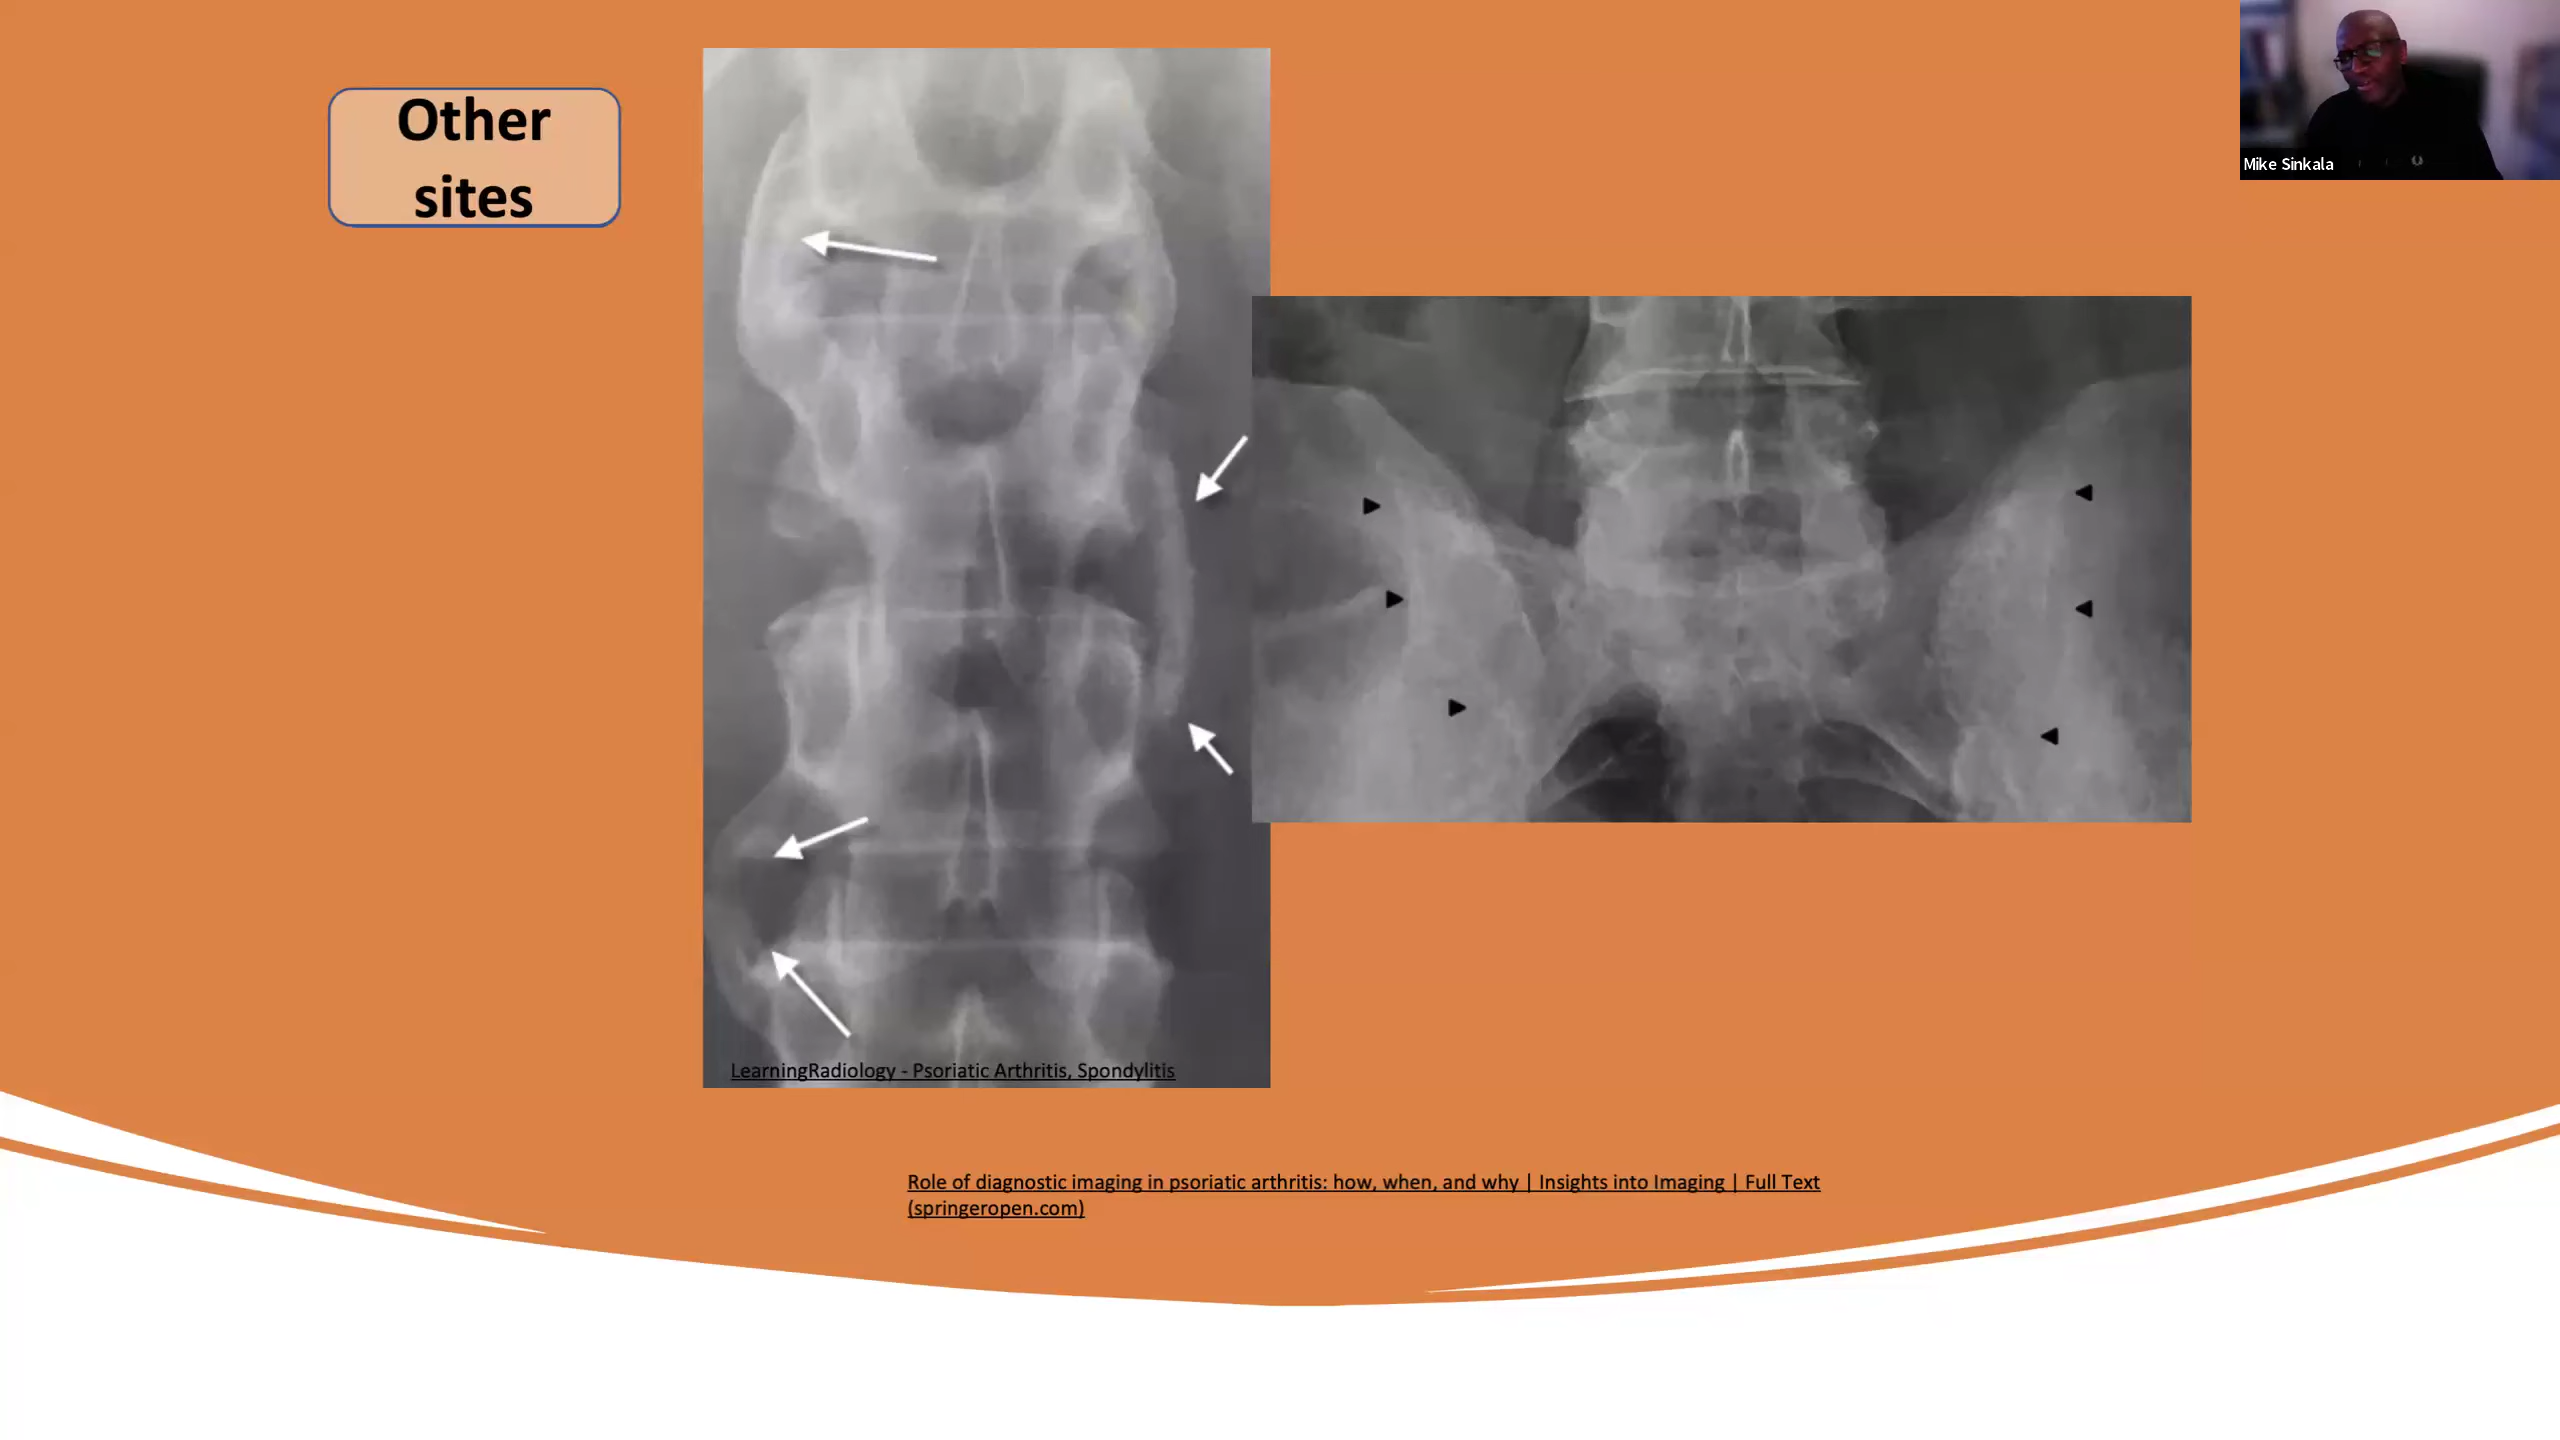 Other
sites
Mike Sinkala
LearningRadiology - Psoriatic Arthritis, Spondylitis
Role of diagnostic imaging in psoriatic arthritis: how, when, and why | Insights into Imaging | Full Text
(springeropen.com)